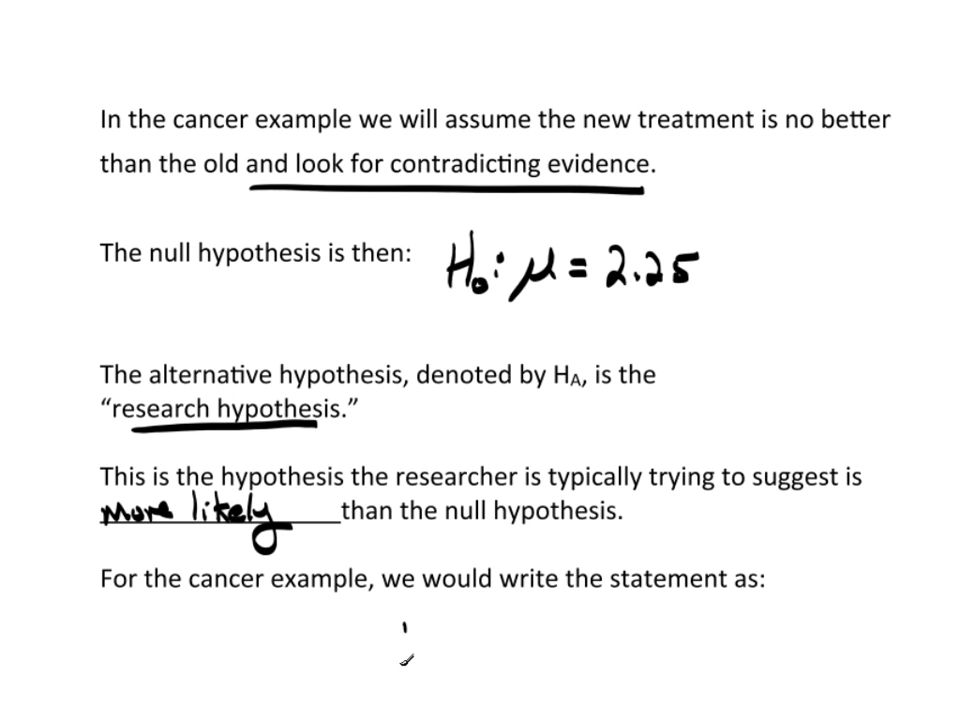 In the cancer example we will assume the new treatment is no better
than the old and look for contradicting evidence.
The null hypothesis is then: H₀: μ = 2.25
The alternative hypothesis, denoted by Hₐ, is the
“research hypothesis.”
This is the hypothesis the researcher is typically trying to suggest is
more likely than the null hypothesis.
For the cancer example, we would write the statement as: